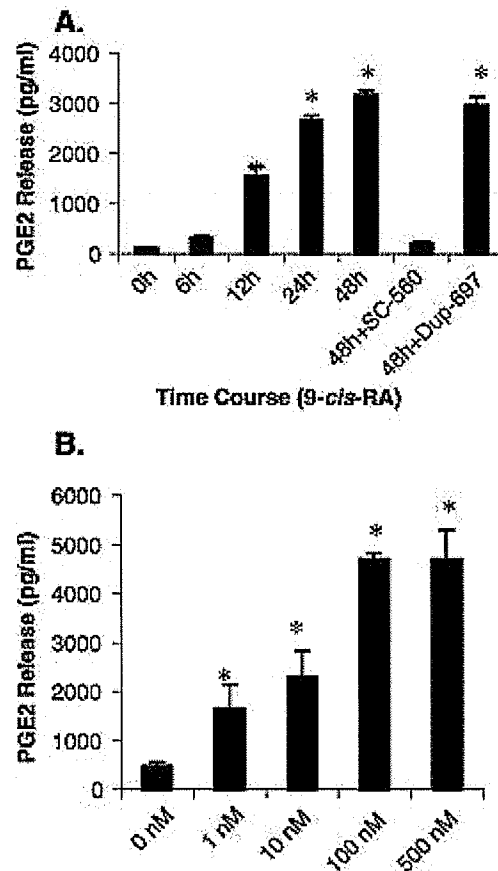 A.
PGE2 Release (pg/ml)
4000
3000
2000
1000
0
*
*
*
*
0h
6h
12h
24h
48h
48h+SC-560
48h+Dup-697
Time Course (9-cis-RA)
B.
PGE2 Release (pg/ml)
6000
5000
4000
3000
2000
1000
0
*
*
*
*
0 nM
1 nM
10 nM
100 nM
500 nM